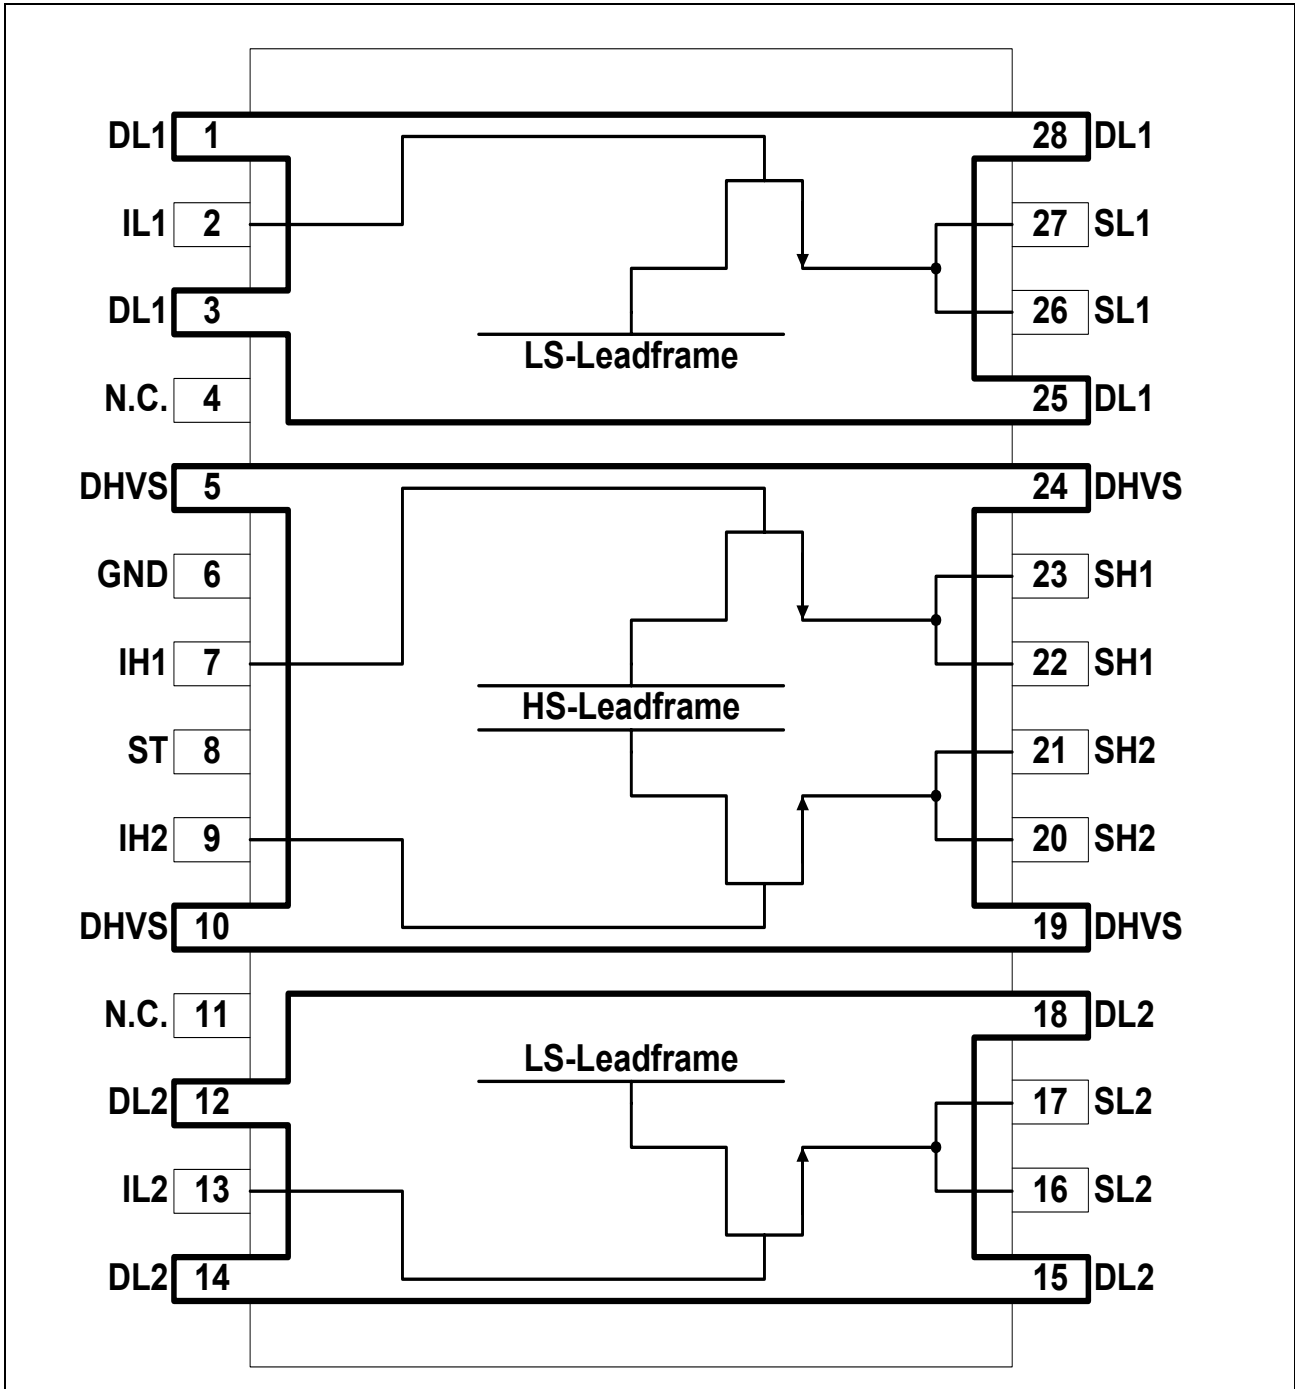 DL1 1 28 DL1
IL1 2 27 SL1
DL1 3 26 SL1
LS-Leadframe
N.C. 4 25 DL1
DHVS 5 24 DHVS
GND 6 23 SH1
IH1 7 22 SH1
HS-Leadframe
ST 8 21 SH2
IH2 9 20 SH2
DHVS 10 19 DHVS
N.C. 11 18 DL2
LS-Leadframe
DL2 12 17 SL2
IL2 13 16 SL2
DL2 14 15 DL2